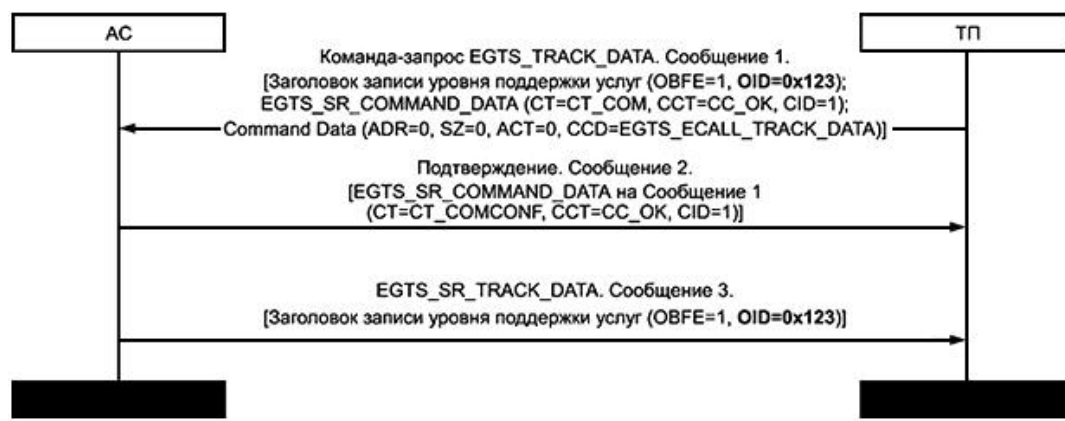 АС
ТП
Команда-запрос EGTS_TRACK_DATA. Сообщение 1.
[Заголовок записи уровня поддержки услуг (OBFE=1, OID=0x123);
EGTS_SR_COMMAND_DATA (CT=CT_COM, CCT=CC_OK, CID=1);
Command Data (ADR=0, SZ=0, ACT=0, CCD=EGTS_ECALL_TRACK_DATA)]
Подтверждение. Сообщение 2.
[EGTS_SR_COMMAND_DATA на Сообщение 1
(CT=CT_COMCONF, CCT=CC_OK, CID=1)]
EGTS_SR_TRACK_DATA. Сообщение 3.
[Заголовок записи уровня поддержки услуг (OBFE=1, OID=0x123)]